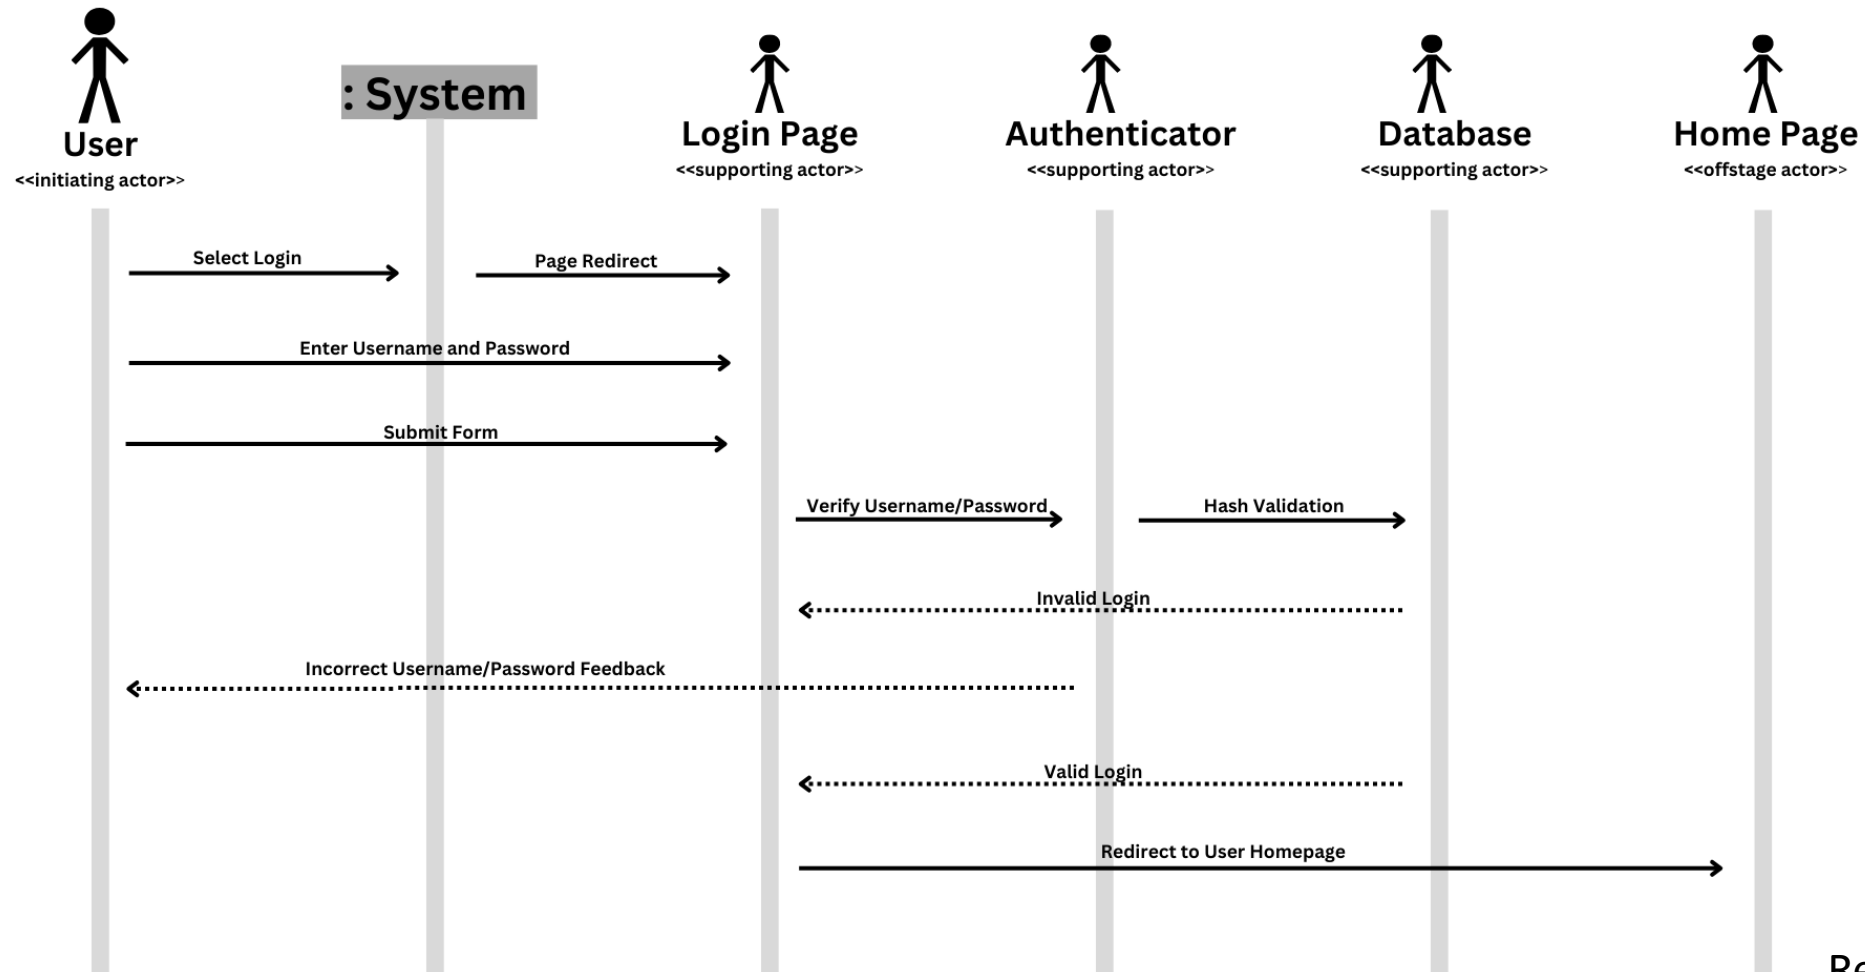 : System
User
<<initiating actor>>
Login Page
<<supporting actor>>
Authenticator
<<supporting actor>>
Database
<<supporting actor>>
Home Page
<<offstage actor>>
Select Login
Page Redirect
Enter Username and Password
Submit Form
Verify Username/Password
Hash Validation
Invalid Login
Incorrect Username/Password Feedback
Valid Login
Redirect to User Homepage